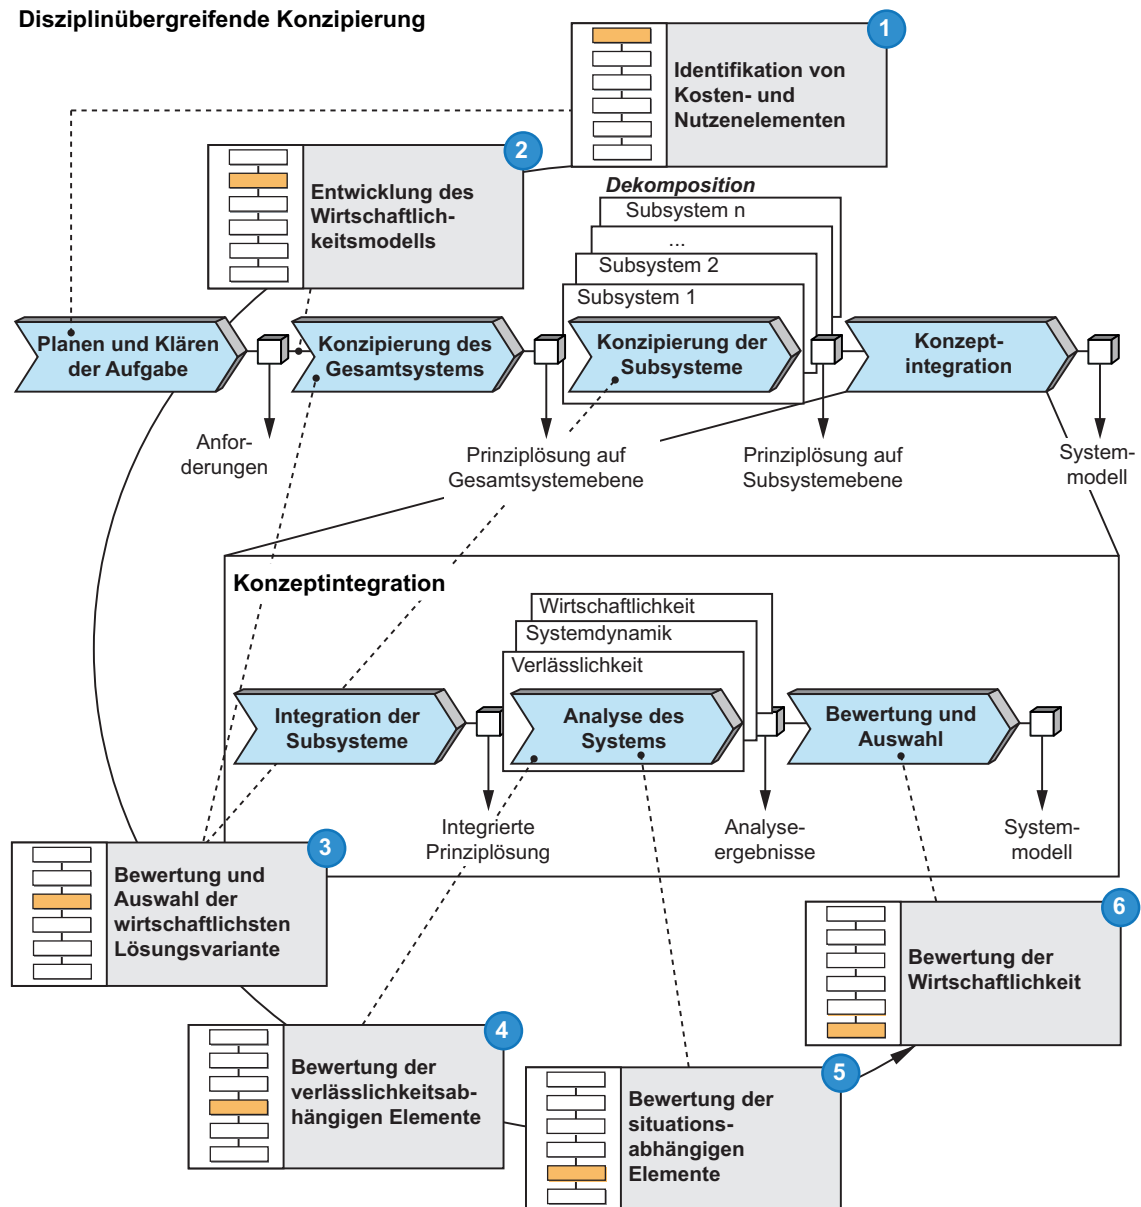 Disziplinübergreifende Konzipierung
1
Identifikation von
Kosten- und
Nutzenelementen
2
Entwicklung des
Wirtschaftlich-
keitsmodells
Dekomposition
Subsystem n
...
Subsystem 2
Subsystem 1
Planen und Klären
der Aufgabe
Konzipierung des
Gesamtsystems
Konzipierung der
Subsysteme
Konzept-
integration
Anfor-
derungen
Prinziplösung auf
Gesamtsystemebene
Prinziplösung auf
Subsystemebene
System-
modell
Konzeptintegration
Wirtschaftlichkeit
Systemdynamik
Verlässlichkeit
Integration der
Subsysteme
Analyse des
Systems
Bewertung und
Auswahl
Integrierte
Prinziplösung
Analyse-
ergebnisse
System-
modell
3
Bewertung und
Auswahl der
wirtschaftlichsten
Lösungsvariante
4
Bewertung der
verlässlichkeitsab-
hängigen Elemente
5
Bewertung der
situations-
abhängigen
Elemente
6
Bewertung der
Wirtschaftlichkeit